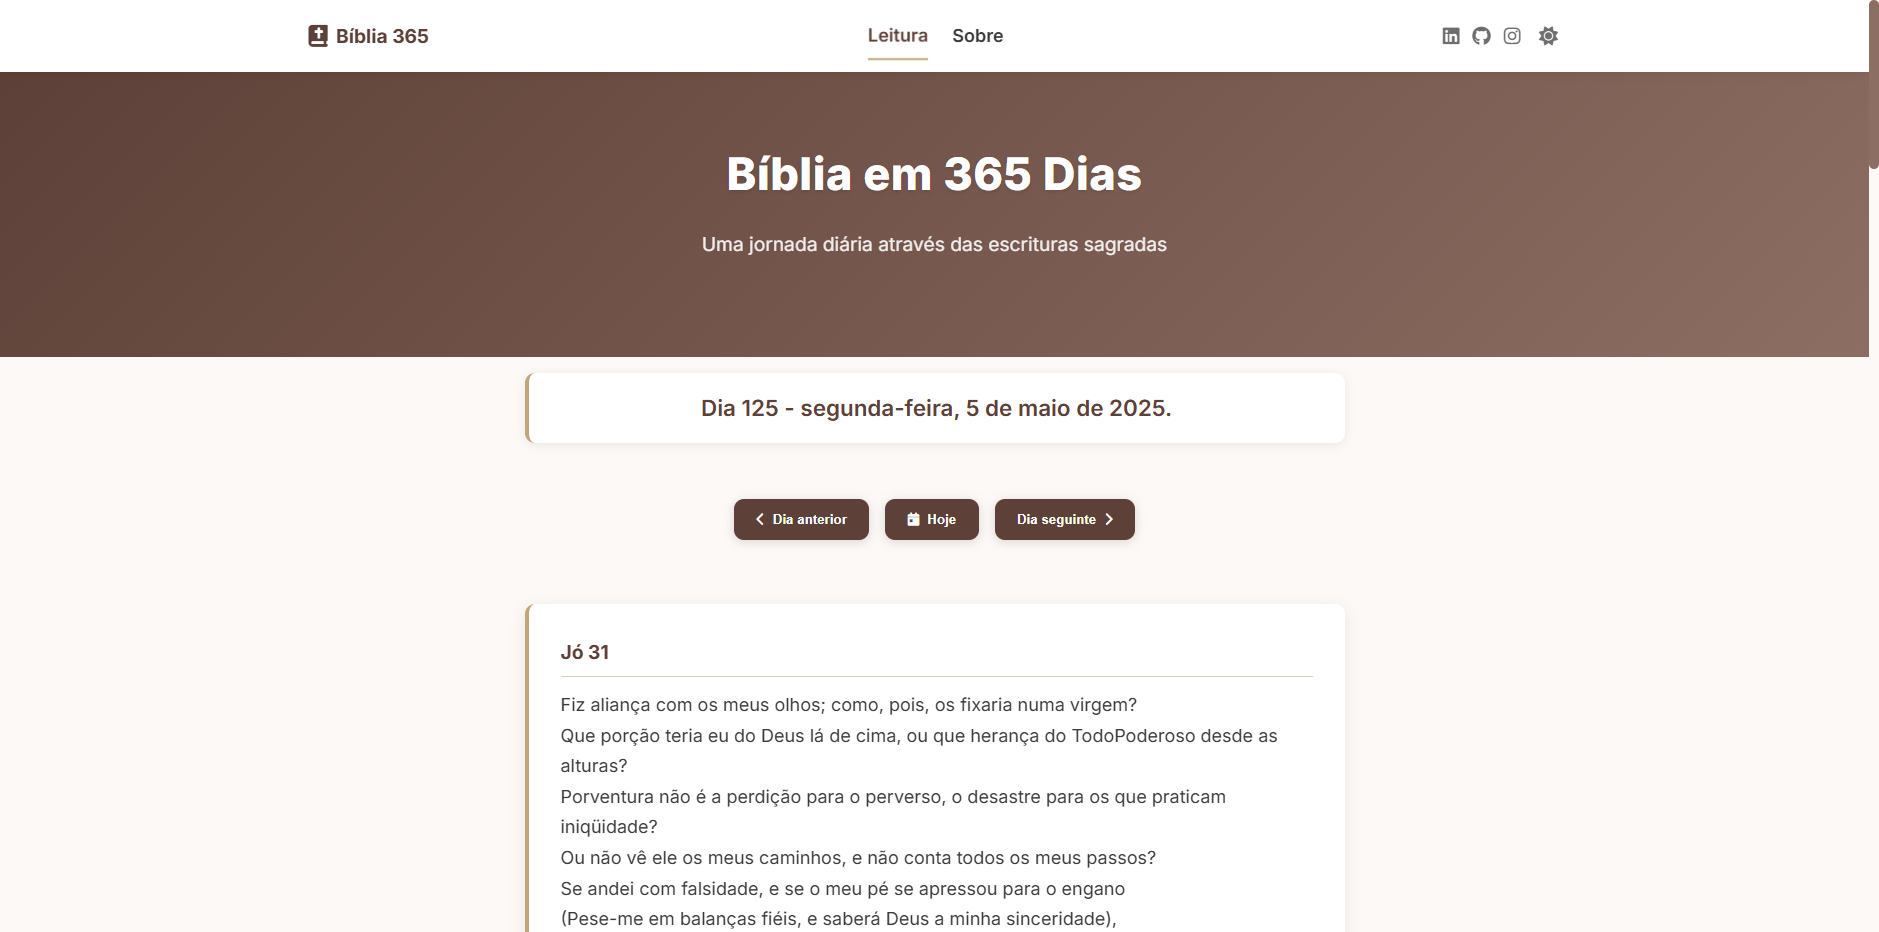 Bíblia 365
Leitura
Sobre
Bíblia em 365 Dias
Uma jornada diária através das escrituras sagradas
Dia 125 - segunda-feira, 5 de maio de 2025.
Dia anterior
Hoje
Dia seguinte
Jó 31
Fiz aliança com os meus olhos; como, pois, os fixaria numa virgem?
Que porção teria eu do Deus lá de cima, ou que herança do TodoPoderoso desde as
alturas?
Porventura não é a perdição para o perverso, o desastre para os que praticam
iniqüidade?
Ou não vê ele os meus caminhos, e não conta todos os meus passos?
Se andei com falsidade, e se o meu pé se apressou para o engano
(Pese-me em balanças fiéis, e saberá Deus a minha sinceridade),